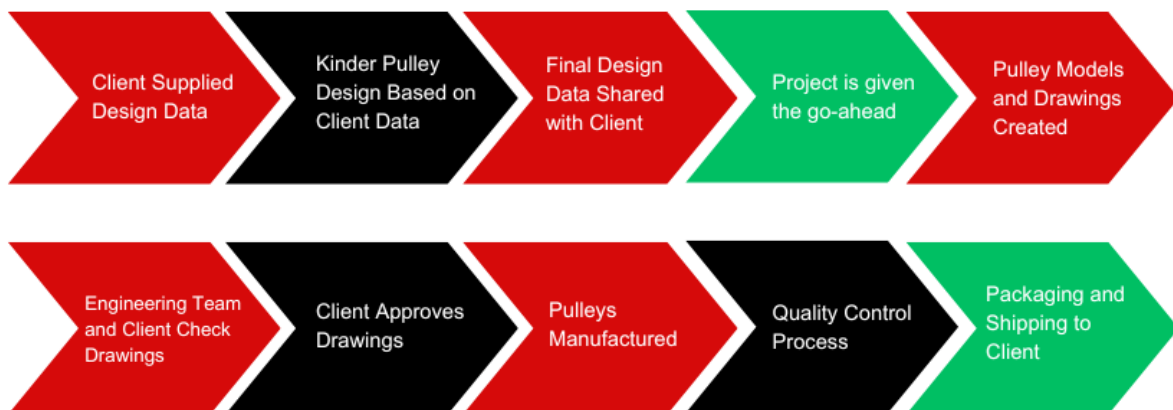 Client Supplied
Design Data
Kinder Pulley
Design Based on
Client Data
Final Design
Data Shared
with Client
Project is given
the go-ahead
Pulley Models
and Drawings
Created
Engineering Team
and Client Check
Drawings
Client Approves
Drawings
Pulleys
Manufactured
Quality Control
Process
Packaging and
Shipping to
Client